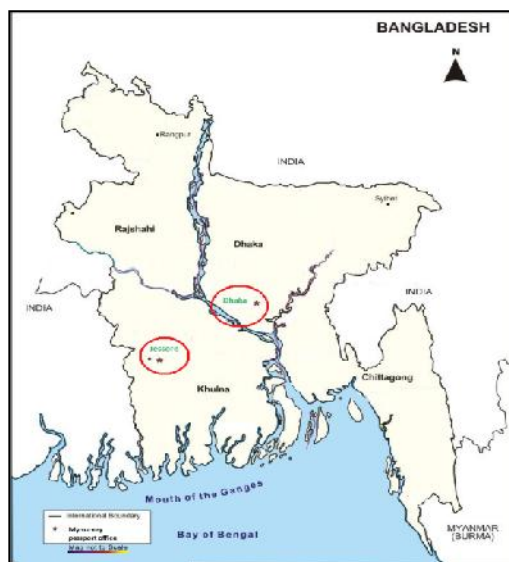 BANGLADESH
N
Rangpur
INDIA
Sylhet
Rajshahi
Dhaka
INDIA
INDIA
Dhaka
Jessore
Khulna
Chittagong
Mouth of the Ganges
International Boundary
passport office
Map not to Scale
Bay of Bengal
MYANMAR
(BURMA)